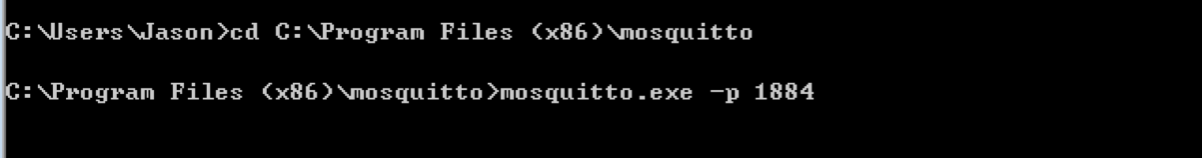 C:\Users\Jason>cd C:\Program Files (x86)\mosquitto
C:\Program Files (x86)\mosquitto>mosquitto.exe -p 1884